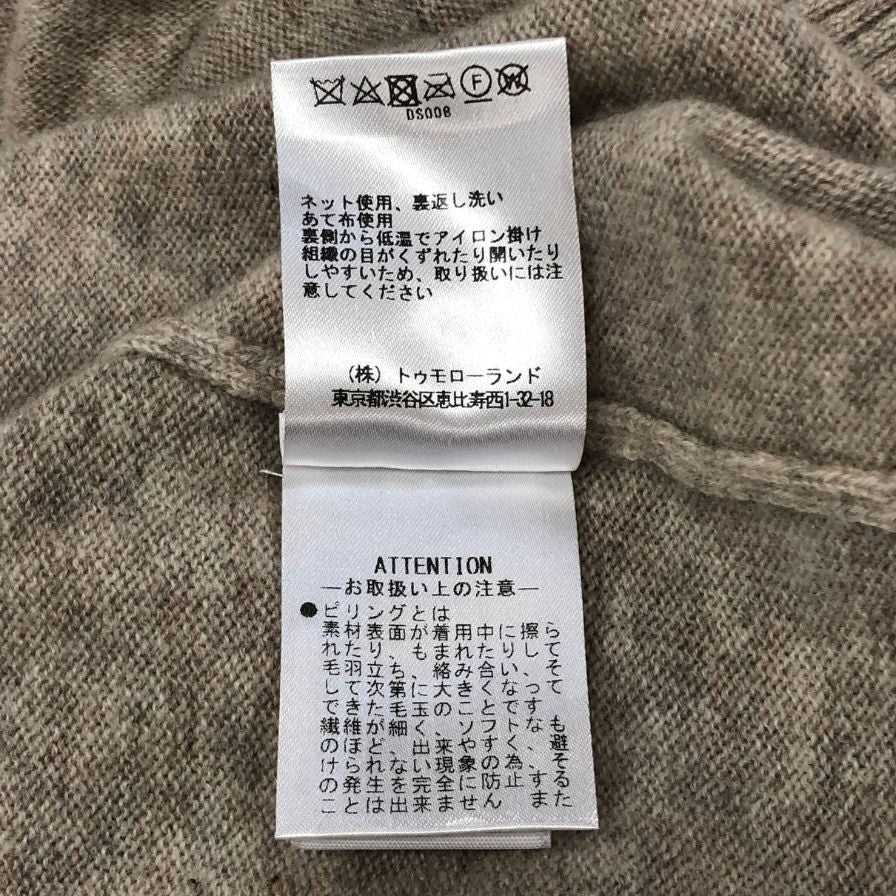 F W
DS008
ネット使用、裏返し洗い
あて布使用
裏側から低温でアイロン掛け
組織の目がくずれたり開いたり
しやすいため、取り扱いには注
意してください
(株)トゥモローランド
東京都渋谷区恵比寿西1-32-18
ATTENTION
―お取扱い上の注意―
●ピリングとは
素材表面が着用中に擦ら
れたり、もまれたりして
毛羽立ち、絡み合い、そ
して次第に大きくなって
できた毛玉のことです
繊維が細く、ソフトなも
のほど、出来やすく、避
けられない現象の為、そ
の発生を完全に防止する
ことは出来ません また